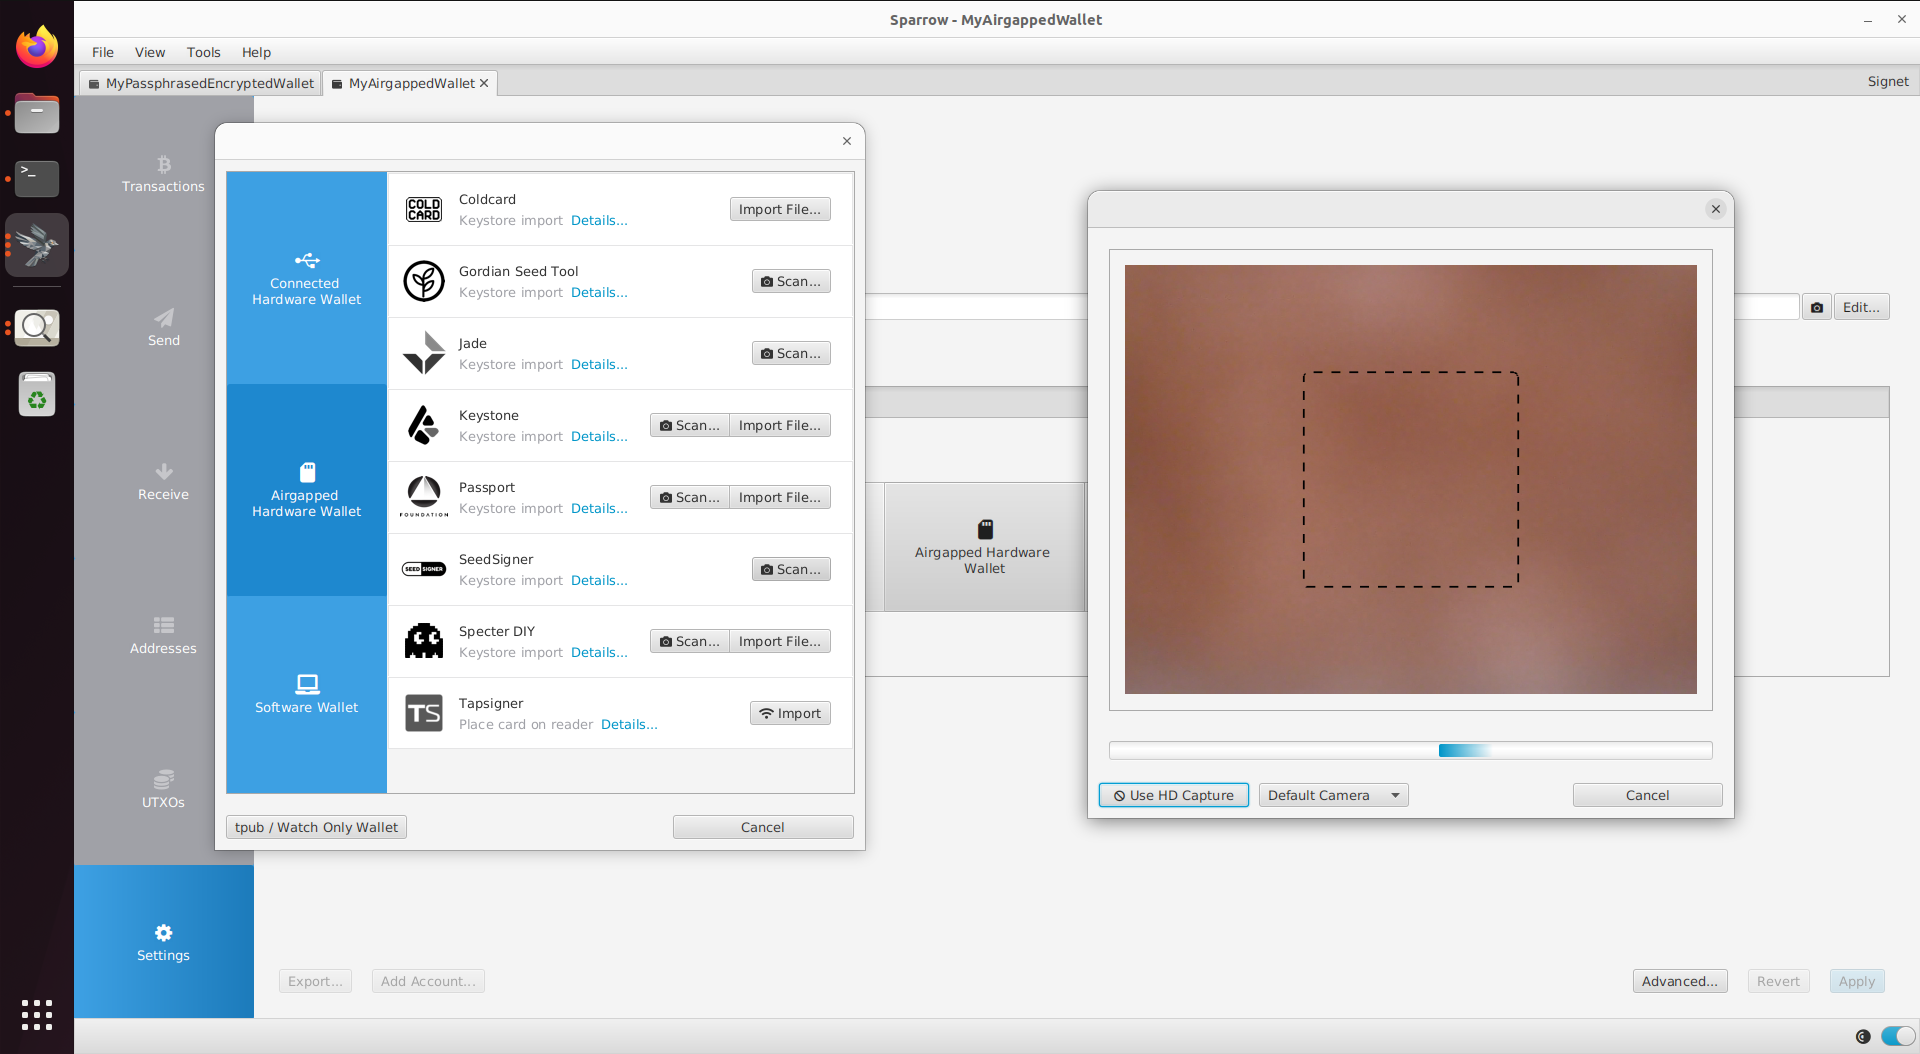 Sparrow - MyAirgappedWallet
File View Tools Help
MyPassphrasedEncryptedWallet
MyAirgappedWallet
Signet
Transactions
Send
Receive
Addresses
UTXOs
Settings
Connected
Hardware Wallet
Airgapped
Hardware Wallet
Software Wallet
COLD
CARD
Coldcard
Keystore import Details...
Import File...
Gordian Seed Tool
Keystore import Details...
Scan...
Jade
Keystore import Details...
Scan...
Keystone
Keystore import Details...
Scan... Import File...
FOUNDATION
Passport
Keystore import Details...
Scan... Import File...
SEED SIGNER
SeedSigner
Keystore import Details...
Scan...
Specter DIY
Keystore import Details...
Scan... Import File...
TS
Tapsigner
Place card on reader Details...
Import
tpub / Watch Only Wallet
Cancel
Edit...
Airgapped Hardware
Wallet
Use HD Capture
Default Camera
Cancel
Export...
Add Account...
Advanced...
Revert
Apply